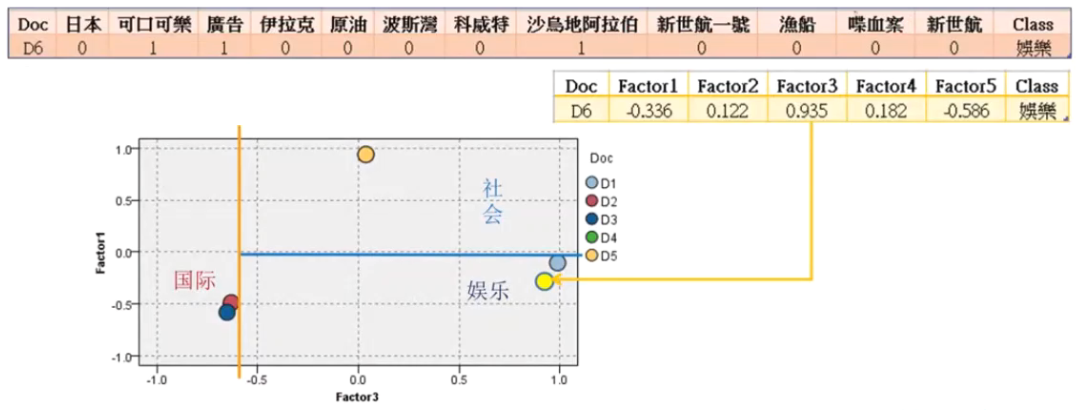 Doc 日本 可口可樂 廣告 伊拉克 原油 波斯灣 科威特 沙烏地阿拉伯 新世航一號 漁船 喋血案 新世航 Class
D6 0 1 1 0 0 0 0 1 0 0 0 0 娛樂
Doc Factor1 Factor2 Factor3 Factor4 Factor5 Class
D6 -0.336 0.122 0.935 0.182 -0.586 娛樂
1.0
0.5
0.0
-0.5
-1.0
Factor1
社
会
国际
娱乐
Doc
D1
D2
D3
D4
D5
-1.0 -0.5 0.0 0.5 1.0
Factor3